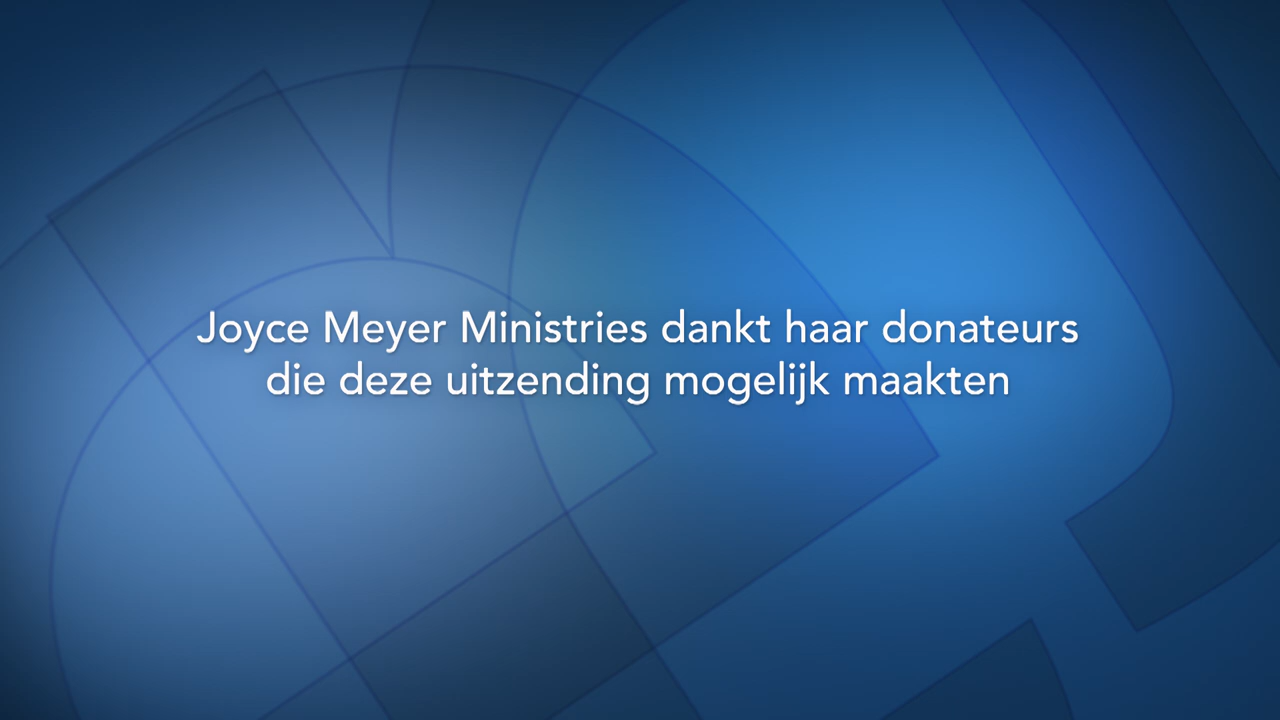 Joyce Meyer Ministries dankt haar donateurs
die deze uitzending mogelijk maakten